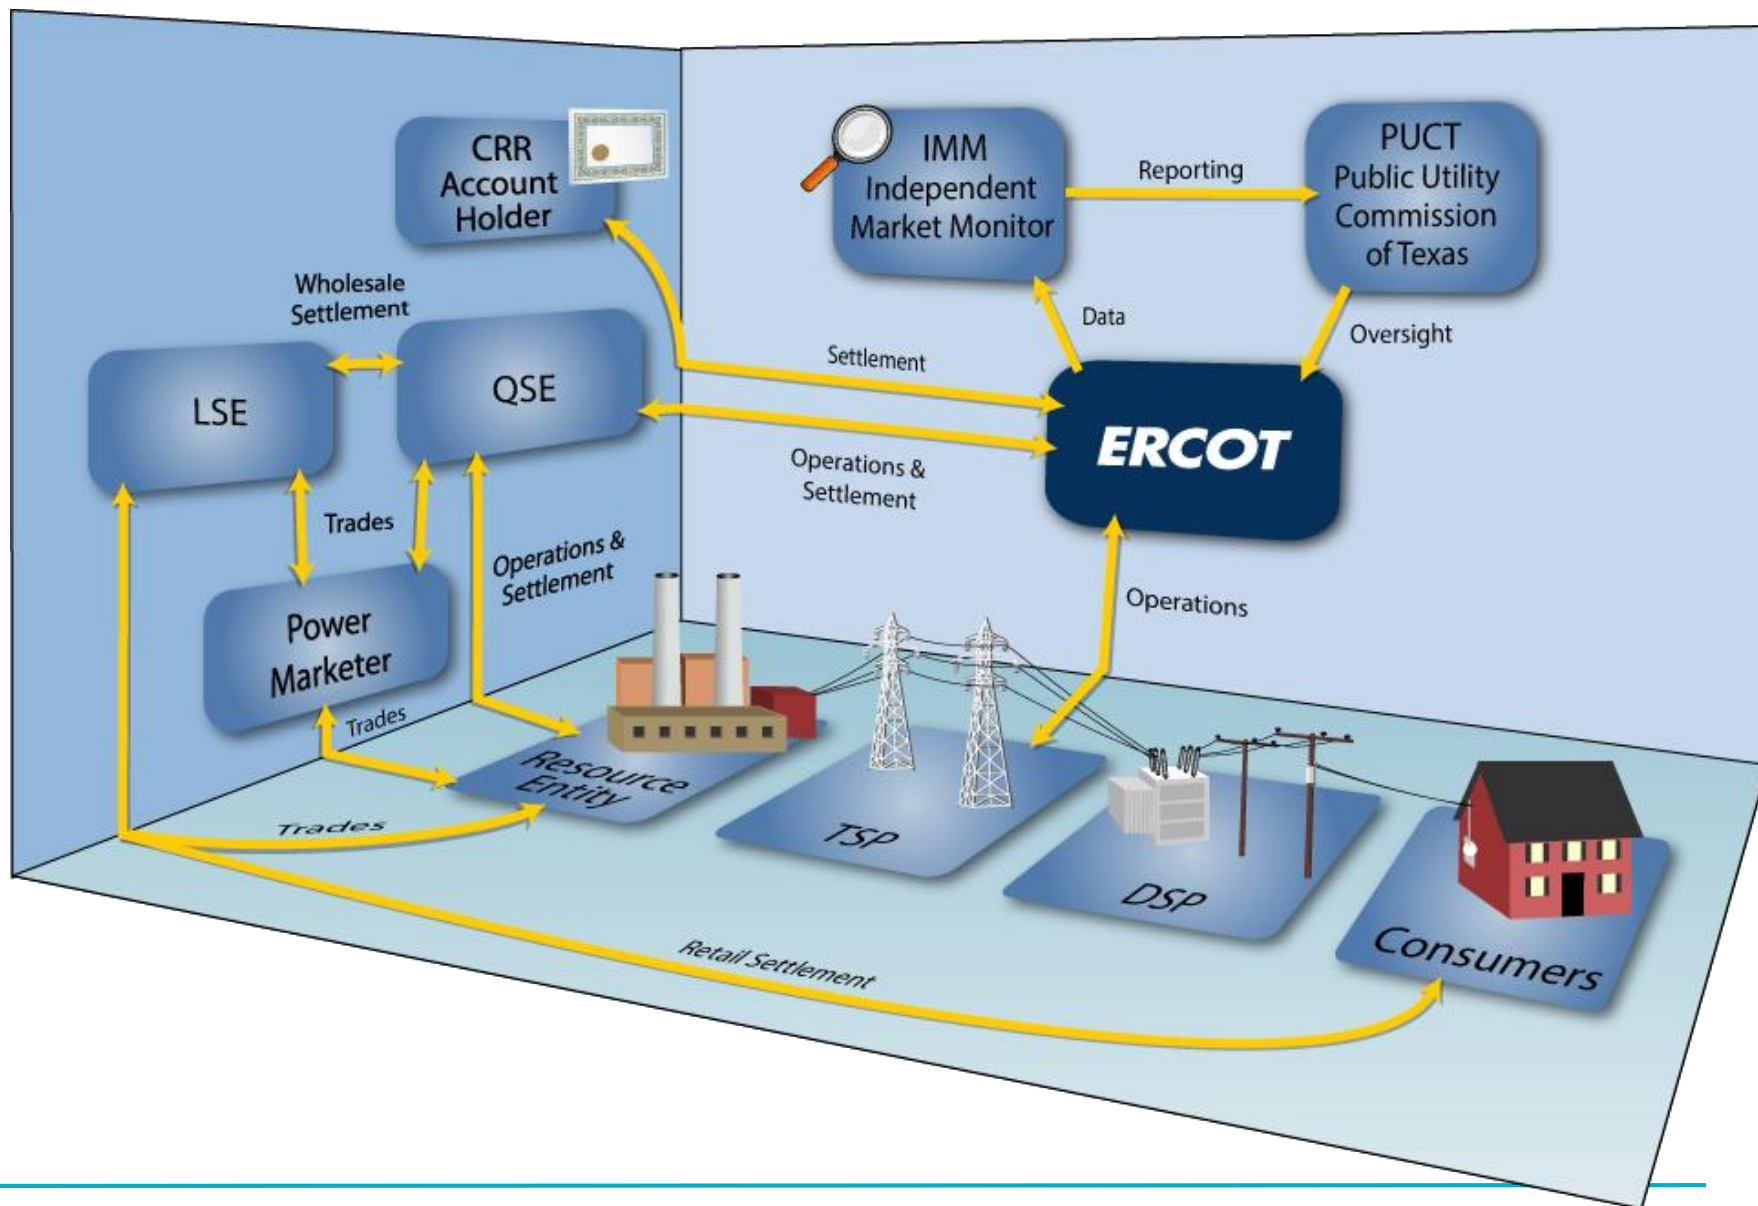 CRR
Account
Holder
IMM
Independent
Market Monitor
Reporting
PUCT
Public Utility
Commission
of Texas
Wholesale
Settlement
Data
Oversight
LSE
QSE
Settlement
ERCOT
Operations &
Settlement
Trades
Operations &
Settlement
Operations
Power
Marketer
Trades
Resource
Entity
Trades
TSP
DSP
Consumers
Retail Settlement